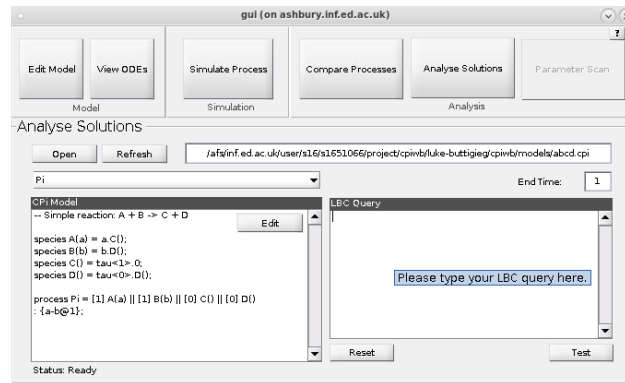 gui (on ashbury.inf.ed.ac.uk)
?
Edit Model
View ODEs
Simulate Process
Compare Processes
Analyse Solutions
Parameter Scan
Model
Simulation
Analysis
Analyse Solutions
Open
Refresh
/afs/inf.ed.ac.uk/user/s16/s1651066/project/cpiwb/luke-buttigieg/cpiwb/models/abcd.cpi
Pi
End Time:
1
CPi Model
LBC Query
-- Simple reaction: A + B -> C + D
Edit
species A(a) = a.C();
species B(b) = b.D();
species C() = tau<1>.0;
species D() = tau<0>.D();
Please type your LBC query here.
process Pi = [1] A(a) || [1] B(b) || [0] C() || [0] D()
: {a-b@1};
Reset
Test
Status: Ready